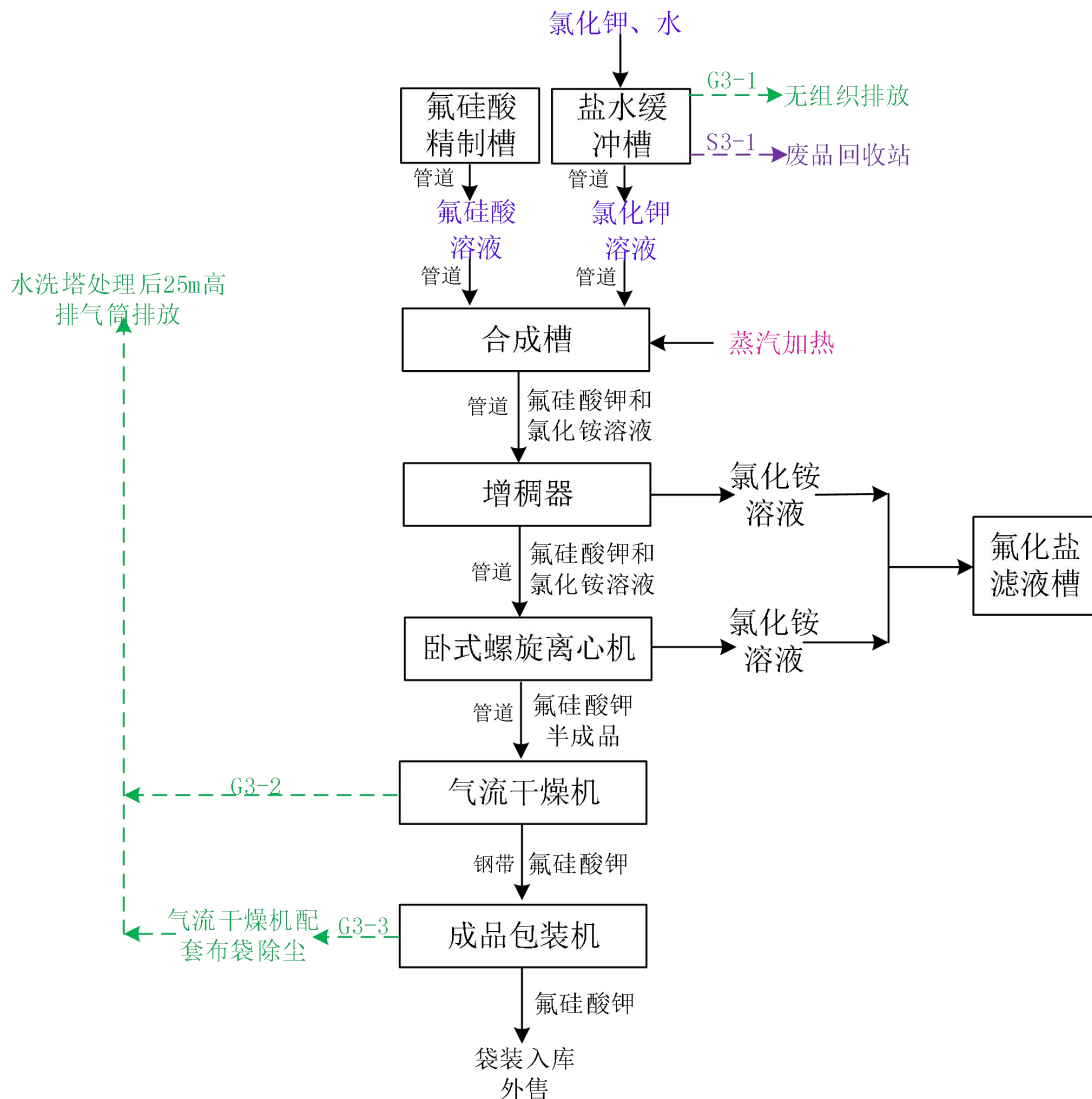 氯化钾、水
G3-1
无组织排放
氟硅酸
精制槽
盐水缓
冲槽
S3-1
废品回收站
管道
管道
氟硅酸
溶液
氯化钾
溶液
管道
管道
水洗塔处理后25m高
排气筒排放
合成槽
蒸汽加热
管道
氟硅酸钾和
氯化铵溶液
增稠器
氯化铵
溶液
管道
氟硅酸钾和
氯化铵溶液
氟化盐
滤液槽
卧式螺旋离心机
氯化铵
溶液
管道
氟硅酸钾
半成品
G3-2
气流干燥机
钢带
氟硅酸钾
气流干燥机配
套布袋除尘
G3-3
成品包装机
氟硅酸钾
袋装入库
外售